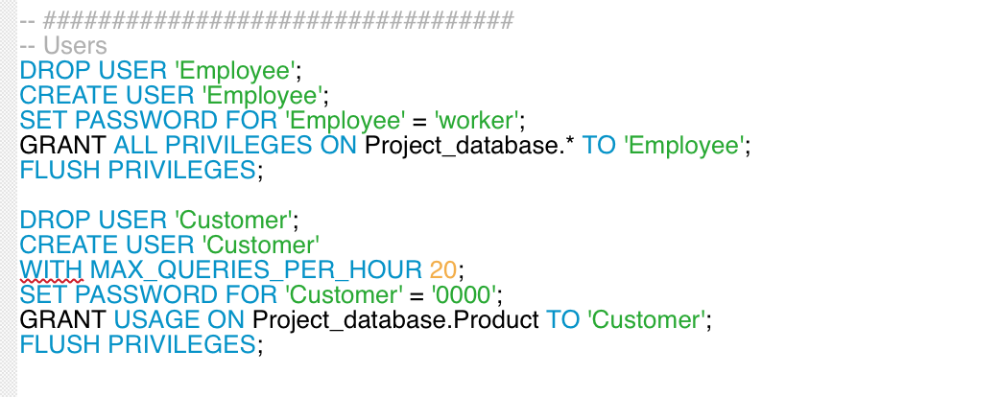 -- ##################################
-- Users
DROP USER 'Employee';
CREATE USER 'Employee';
SET PASSWORD FOR 'Employee' = 'worker';
GRANT ALL PRIVILEGES ON Project_database.* TO 'Employee';
FLUSH PRIVILEGES;
DROP USER 'Customer';
CREATE USER 'Customer'
WITH MAX_QUERIES_PER_HOUR 20;
SET PASSWORD FOR 'Customer' = '0000';
GRANT USAGE ON Project_database.Product TO 'Customer';
FLUSH PRIVILEGES;